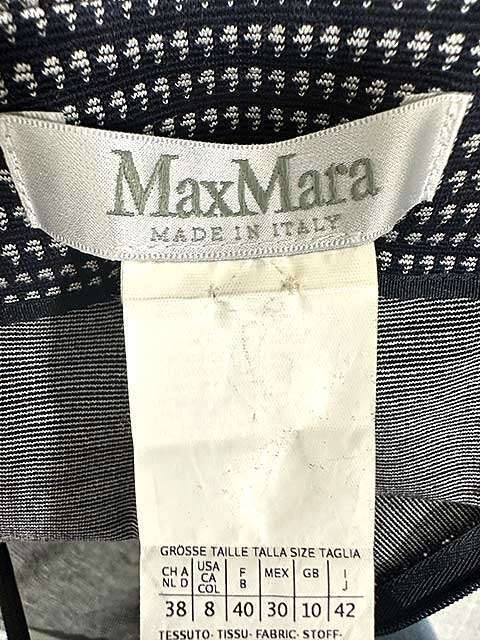 MaxMara
MADE IN ITALY
GRÖSSE TAILLE TALLA SIZE TAGLIA
CH A NL D USA CA COL F B MEX GB I J
38 8 40 30 10 42
TESSUTO- TISSU- FABRIC- STOFF-